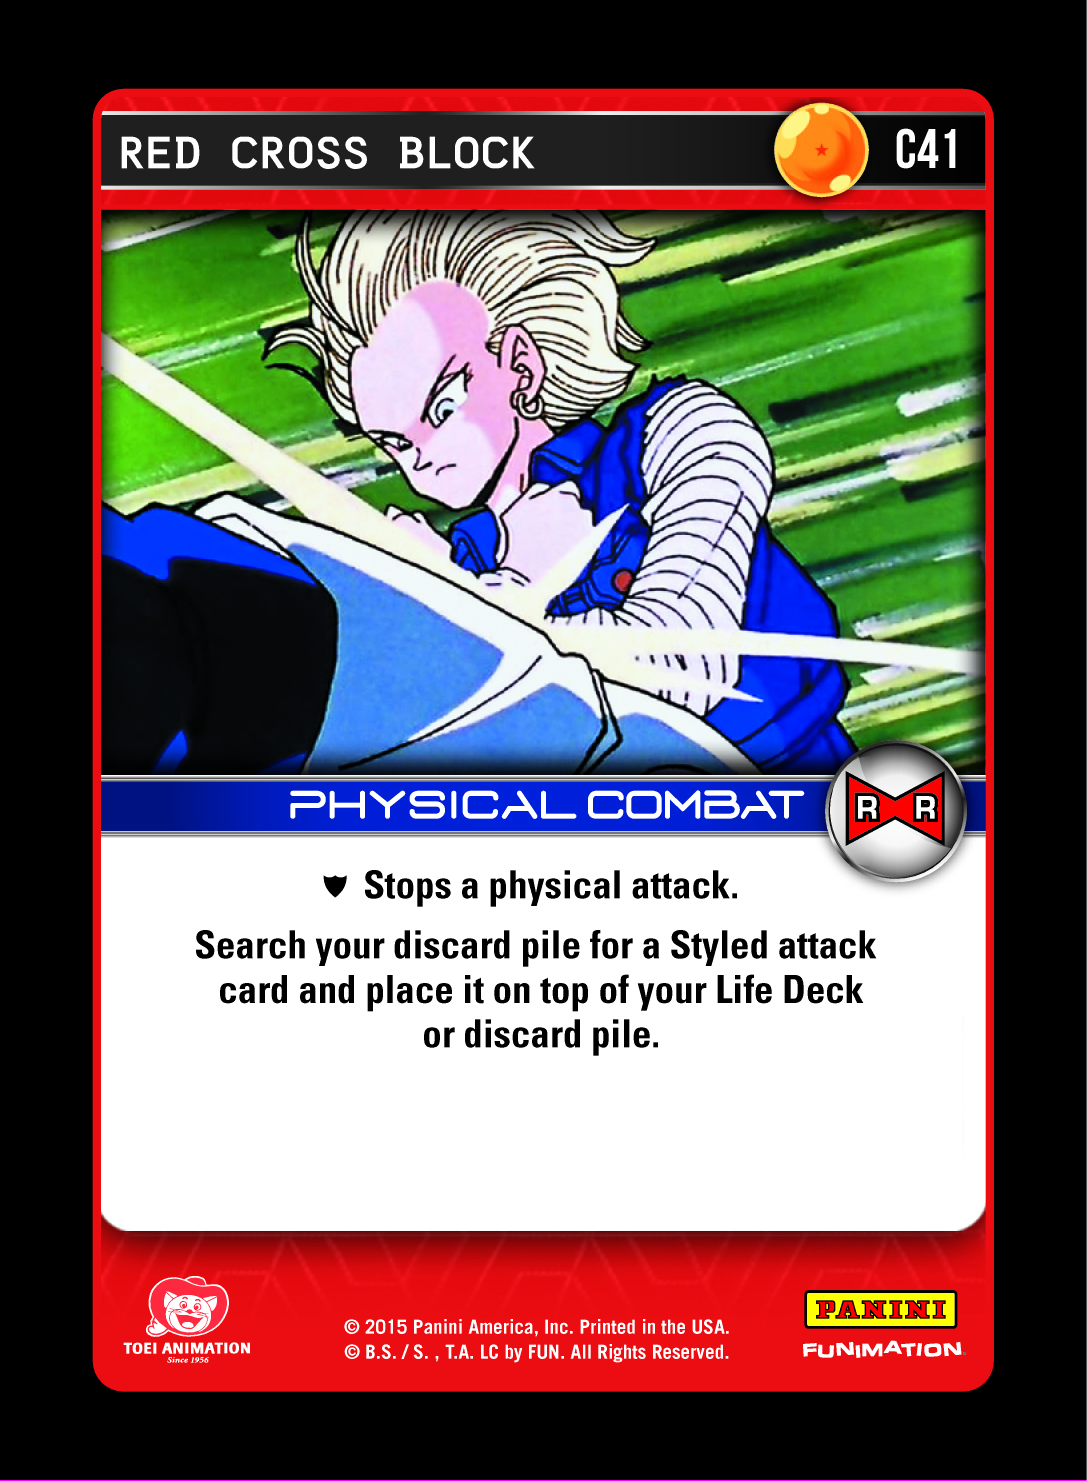 RED CROSS BLOCK
C41
PHYSICAL COMBAT
R R
Stops a physical attack.
Search your discard pile for a Styled attack
card and place it on top of your Life Deck
or discard pile.
TOEI ANIMATION
Since 1956
© 2015 Panini America, Inc. Printed in the USA.
© B.S. / S. , T.A. LC by FUN. All Rights Reserved.
PANINI
FUNIMATION